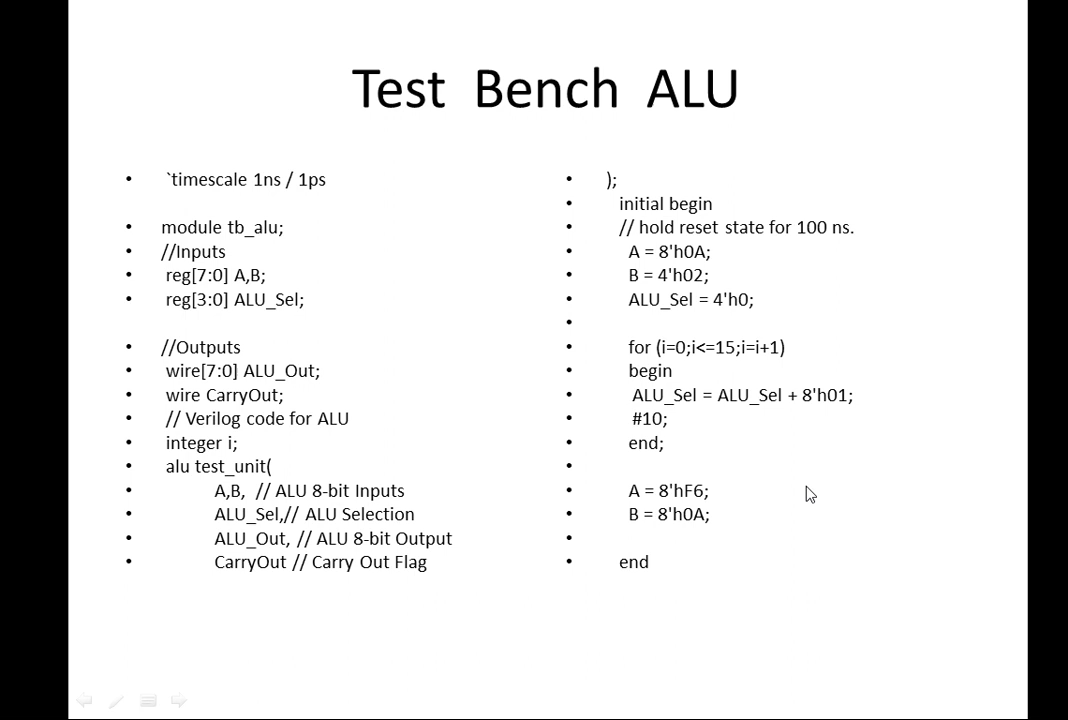 Test Bench ALU
• `timescale 1ns / 1ps
• module tb_alu;
• //Inputs
• reg[7:0] A,B;
• reg[3:0] ALU_Sel;
• //Outputs
• wire[7:0] ALU_Out;
• wire CarryOut;
• // Verilog code for ALU
• integer i;
• alu test_unit(
• A,B, // ALU 8-bit Inputs
• ALU_Sel,// ALU Selection
• ALU_Out, // ALU 8-bit Output
• CarryOut // Carry Out Flag
• );
• initial begin
• // hold reset state for 100 ns.
• A = 8'h0A;
• B = 4'h02;
• ALU_Sel = 4'h0;
•
• for (i=0;i<=15;i=i+1)
• begin
• ALU_Sel = ALU_Sel + 8'h01;
• #10;
• end;
•
• A = 8'hF6;
• B = 8'h0A;
•
• end